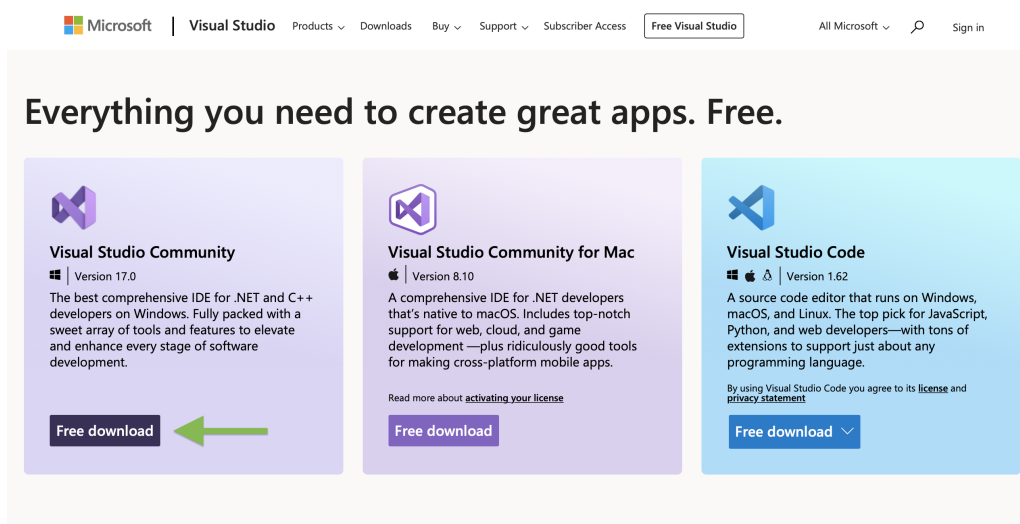 Microsoft Visual Studio Products Downloads Buy Support Subscriber Access Free Visual Studio All Microsoft Sign in
Everything you need to create great apps. Free.
Visual Studio Community
Version 17.0
The best comprehensive IDE for .NET and C++
developers on Windows. Fully packed with a
sweet array of tools and features to elevate
and enhance every stage of software
development.
Free download
Visual Studio Community for Mac
Version 8.10
A comprehensive IDE for .NET developers
that's native to macOS. Includes top-notch
support for web, cloud, and game
development —plus ridiculously good tools
for making cross-platform mobile apps.
Read more about activating your license
Free download
Visual Studio Code
Version 1.62
A source code editor that runs on Windows,
macOS, and Linux. The top pick for JavaScript,
Python, and web developers—with tons of
extensions to support just about any
programming language.
By using Visual Studio Code you agree to its license and
privacy statement
Free download